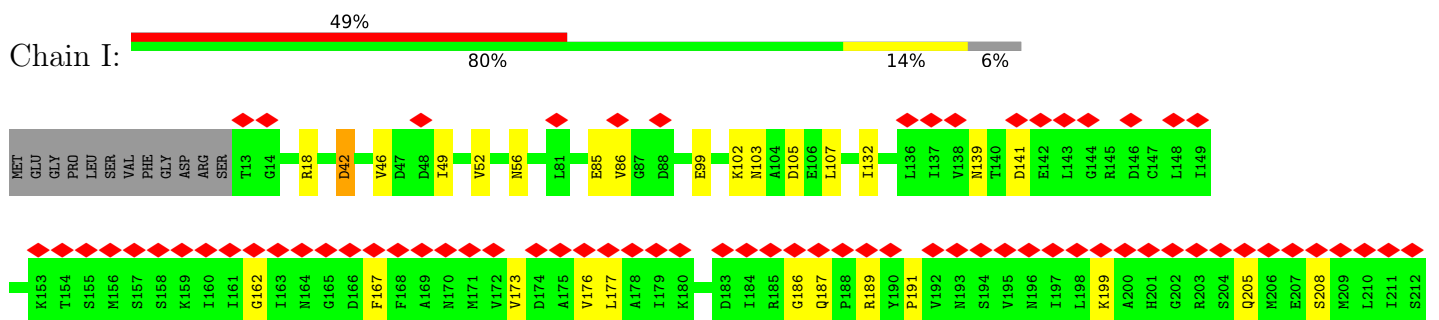 49%
Chain I:
80% 14% 6%
MET GLU GLY PRO LEU SER VAL PHE GLY ASP ARG SER T13 G14 R18 D42 V46 D47 D48 I49 V52 N56 L81 E85 V86 G87 D88 E99 K102 N103 A104 D105 E106 L107 I132 L136 I137 V138 N139 T140 D141 E142 L143 G144 R145 D146 C147 L148 I149
K153 T154 S155 M156 S157 S158 K159 I160 I161 G162 I163 N164 G165 D166 F167 F168 A169 N170 M171 V172 V173 D174 A175 V176 L177 A178 I179 K180 D183 I184 R185 G186 Q187 P188 R189 Y190 P191 V192 N193 S194 V195 N196 I197 L198 K199 A200 H201 G202 R203 S204 Q205 M206 E207 S208 M209 L210 I211 S212